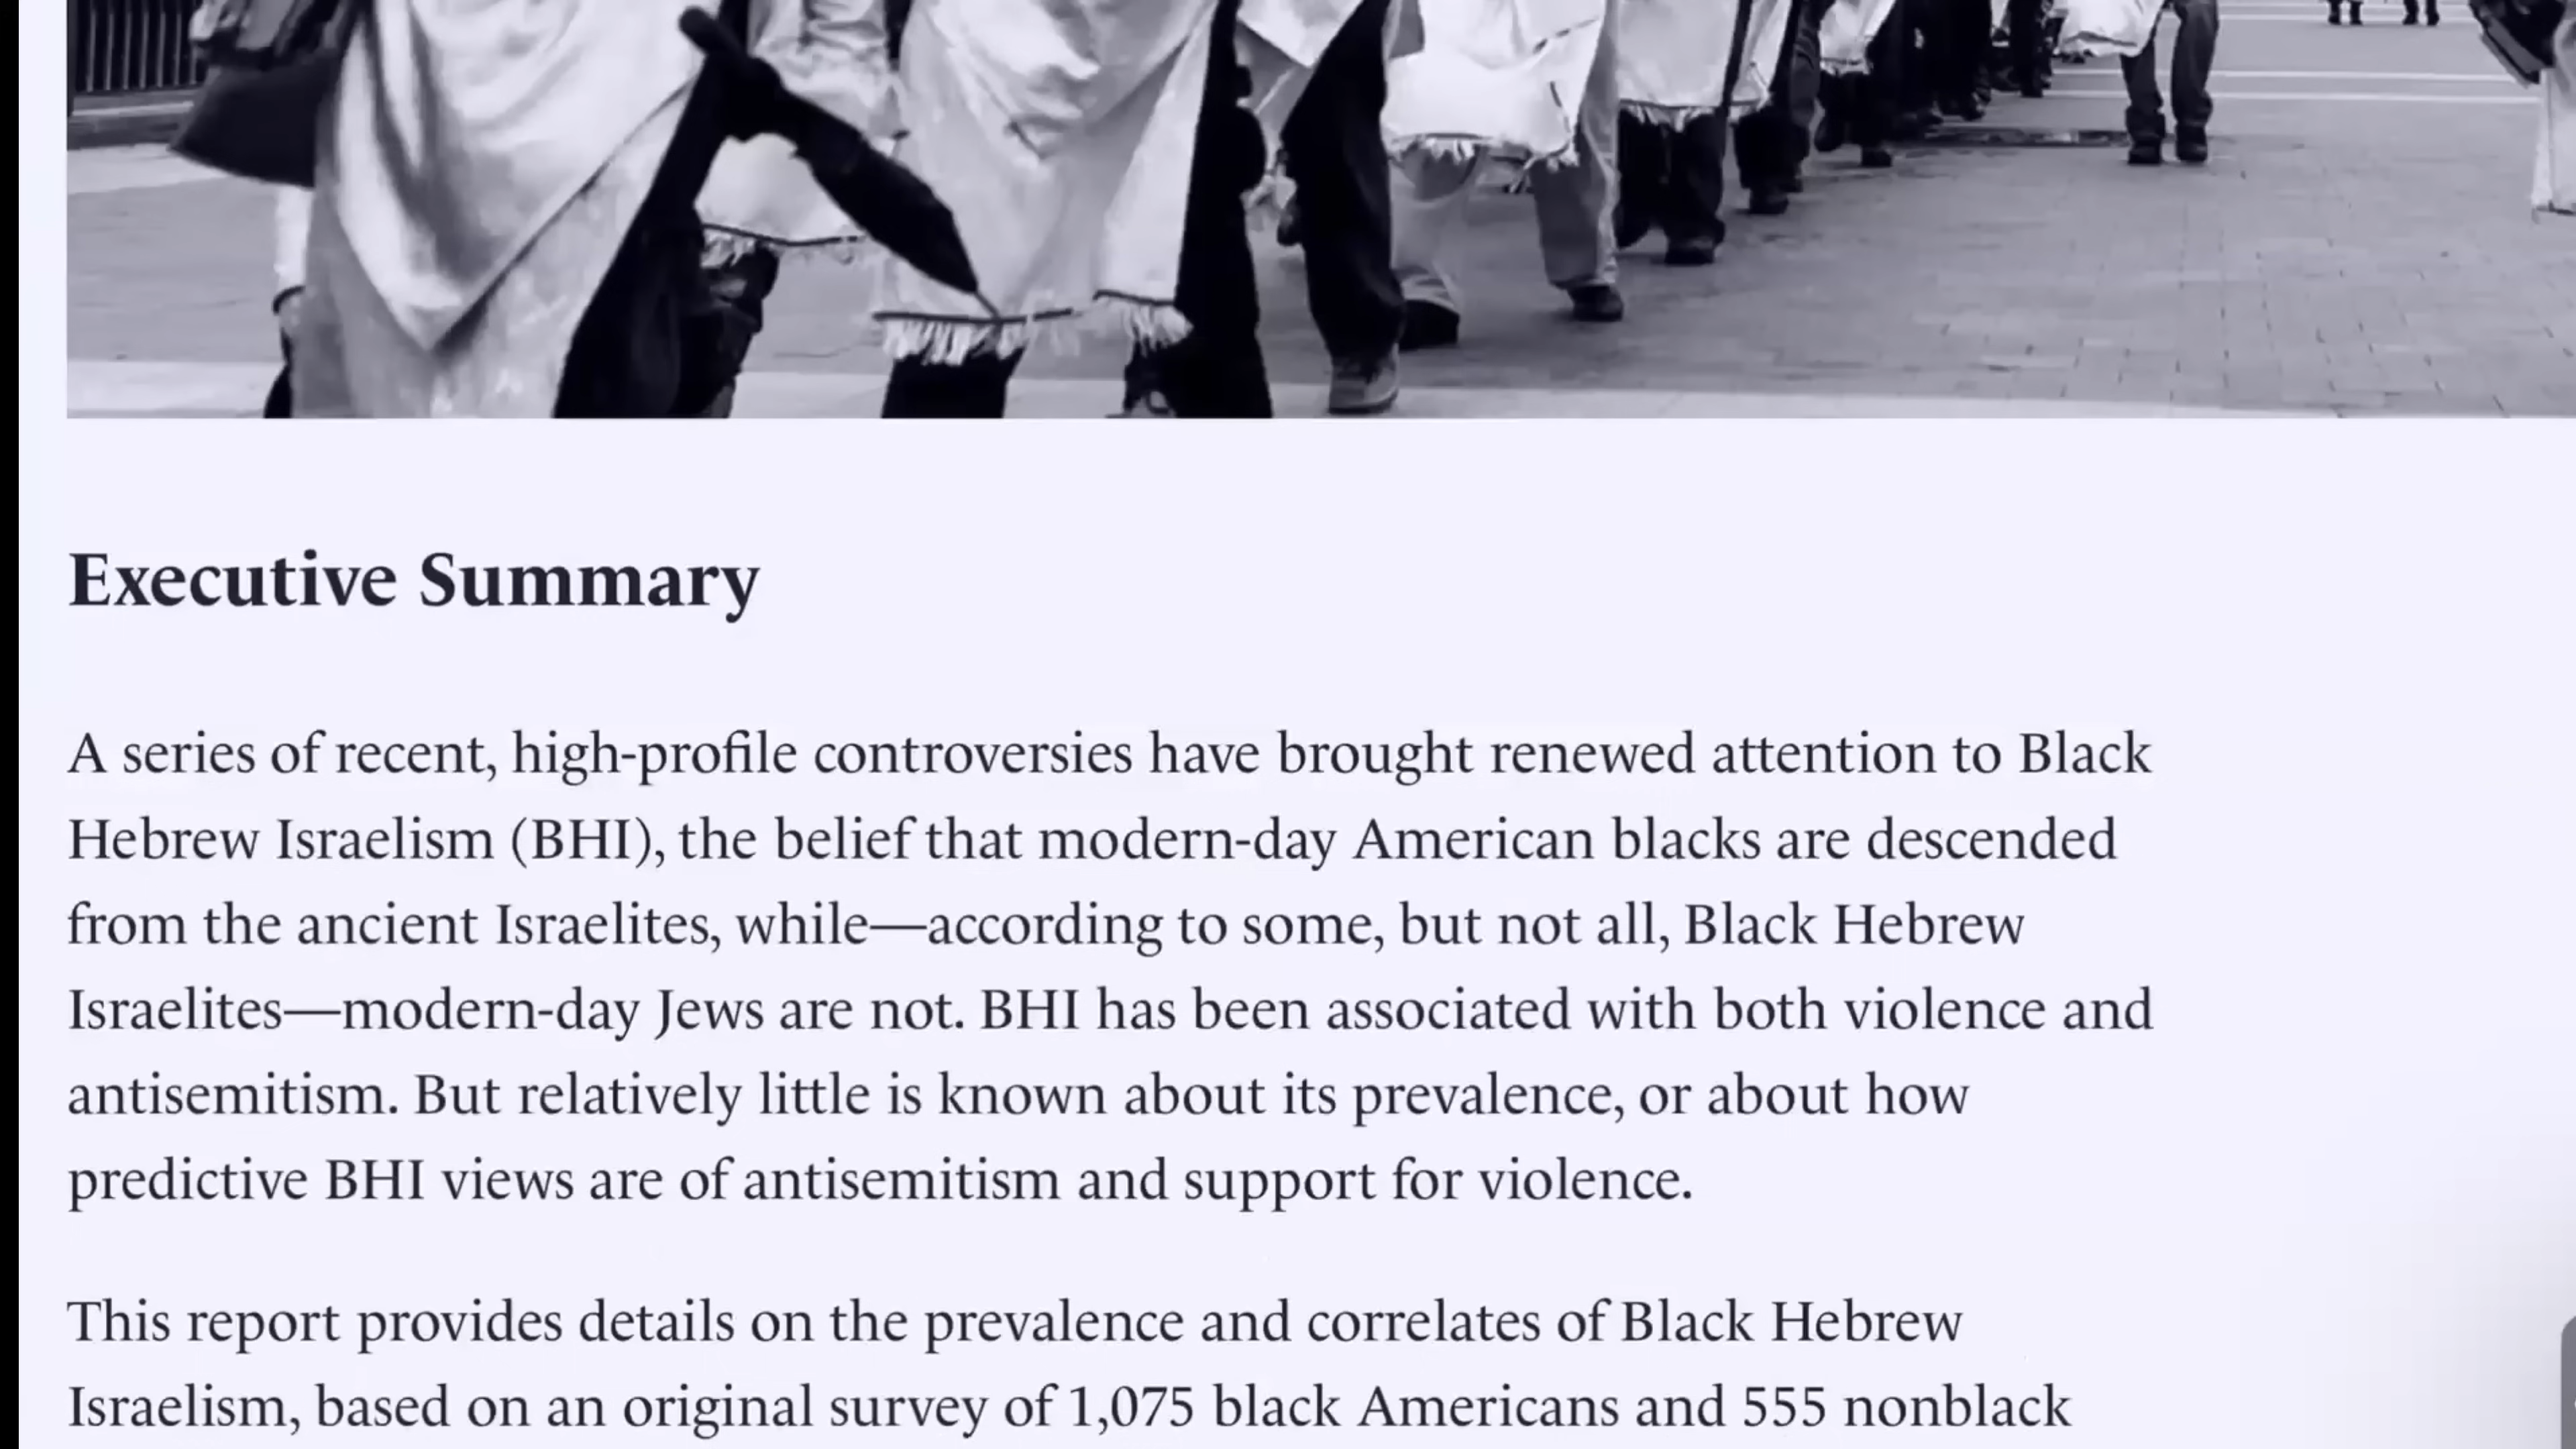 Executive Summary
A series of recent, high-profile controversies have brought renewed attention to Black
Hebrew Israelism (BHI), the belief that modern-day American blacks are descended
from the ancient Israelites, while—according to some, but not all, Black Hebrew
Israelites—modern-day Jews are not. BHI has been associated with both violence and
antisemitism. But relatively little is known about its prevalence, or about how
predictive BHI views are of antisemitism and support for violence.
This report provides details on the prevalence and correlates of Black Hebrew
Israelism, based on an original survey of 1,075 black Americans and 555 nonblack